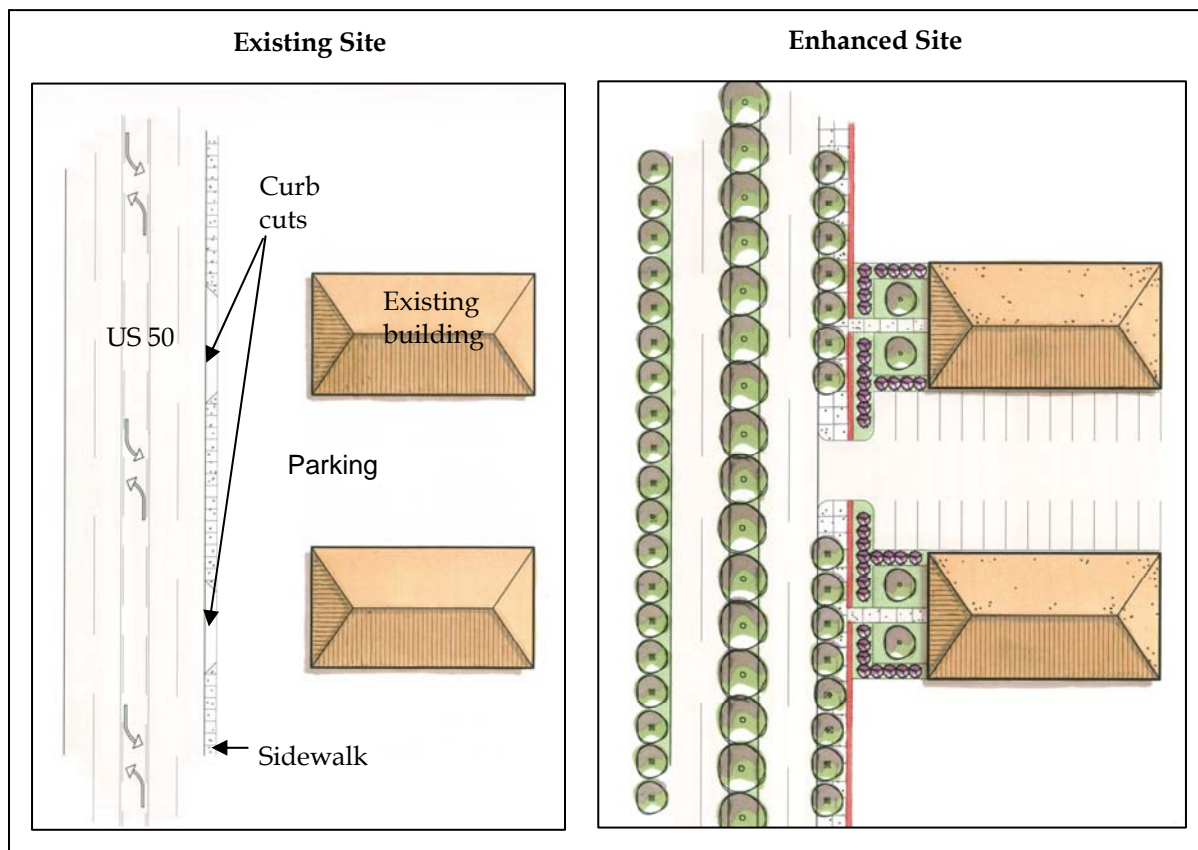 Existing Site
Enhanced Site
Curb
cuts
US 50
Existing
building
Parking
Sidewalk